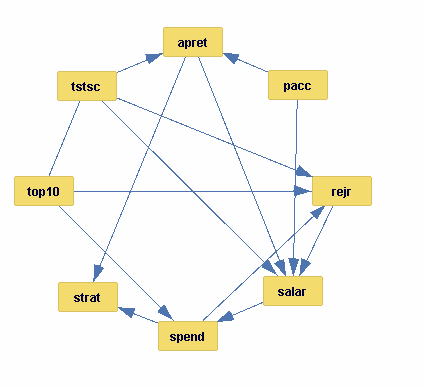 apret
tstsc
pacc
top10
rejr
strat
salar
spend